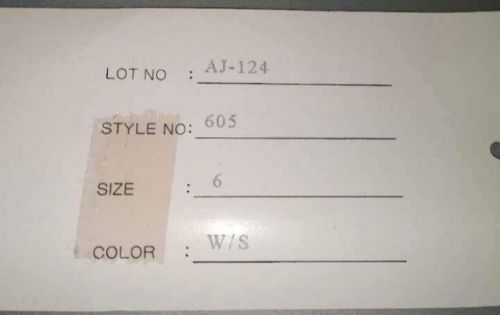 LOT NO : AJ-124
STYLE NO: 605
SIZE : 6
COLOR : W/S